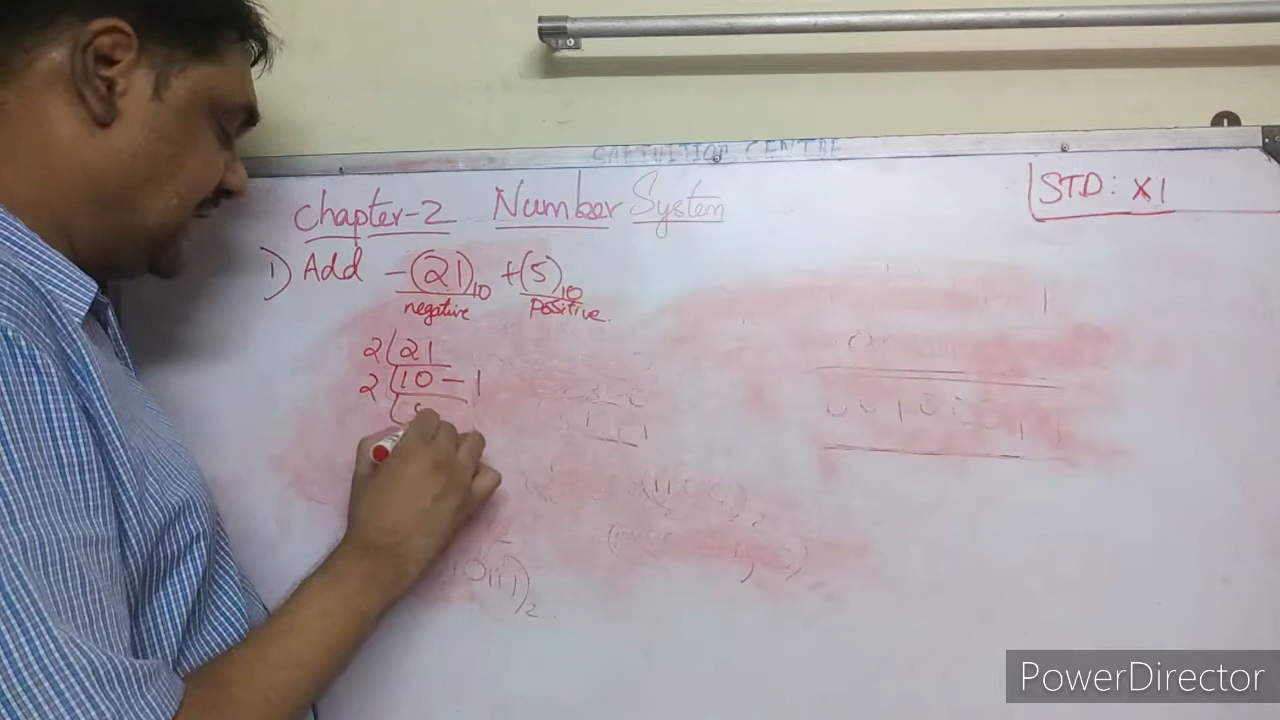 CENTRE
Chapter-2 Number System
STD: XI
1) Add -(21)10 +(5)10
negative positive.
2 21
2 10 - 1
PowerDirector